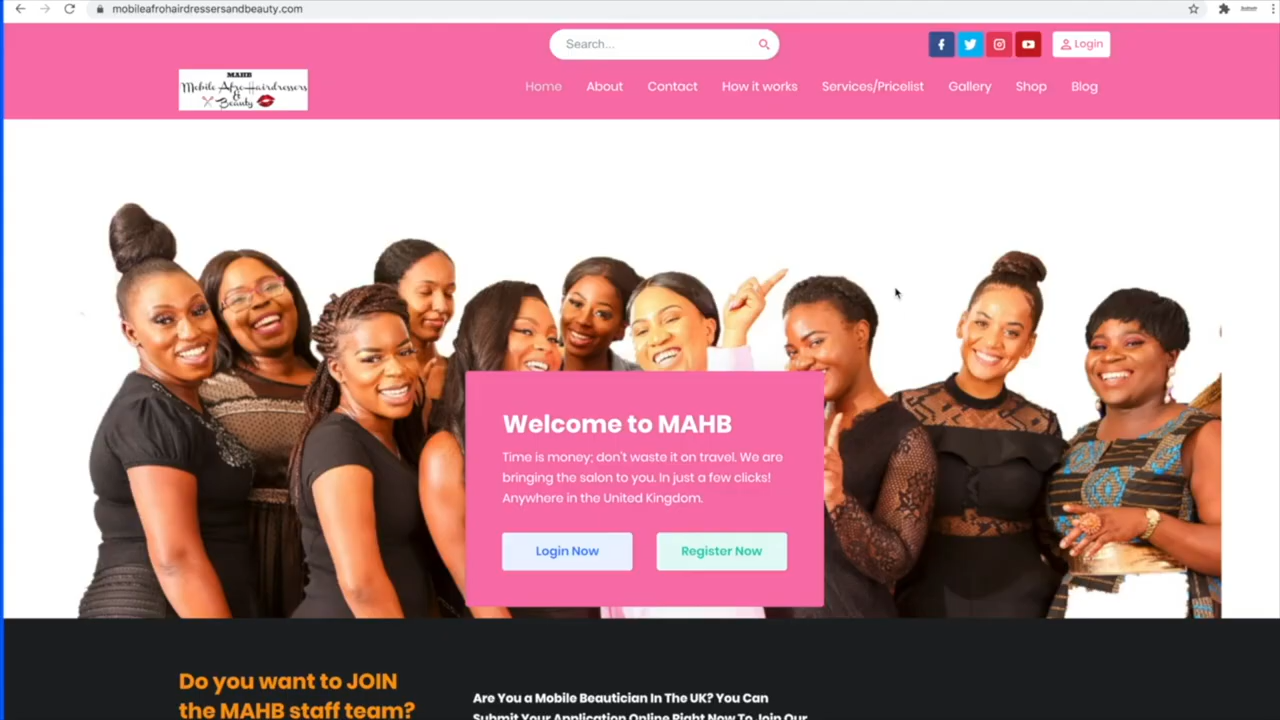 mobileafrohairdressersandbeauty.com
Search...
Login
MAHB
Mobile Afro Hairdressers
&
Beauty
Home About Contact How it works Services/Pricelist Gallery Shop Blog
Welcome to MAHB
Time is money; don't waste it on travel. We are
bringing the salon to you. In just a few clicks!
Anywhere in the United Kingdom.
Login Now Register Now
Do you want to JOIN
the MAHB staff team?
Are You a Mobile Beautician In The UK? You Can
Submit Your Application Online Right Now To Join Our